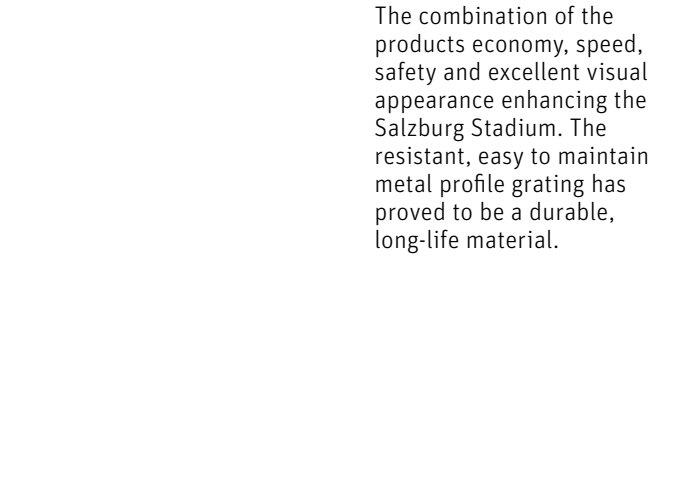 The combination of the
products economy, speed,
safety and excellent visual
appearance enhancing the
Salzburg Stadium. The
resistant, easy to maintain
metal profile grating has
proved to be a durable,
long-life material.